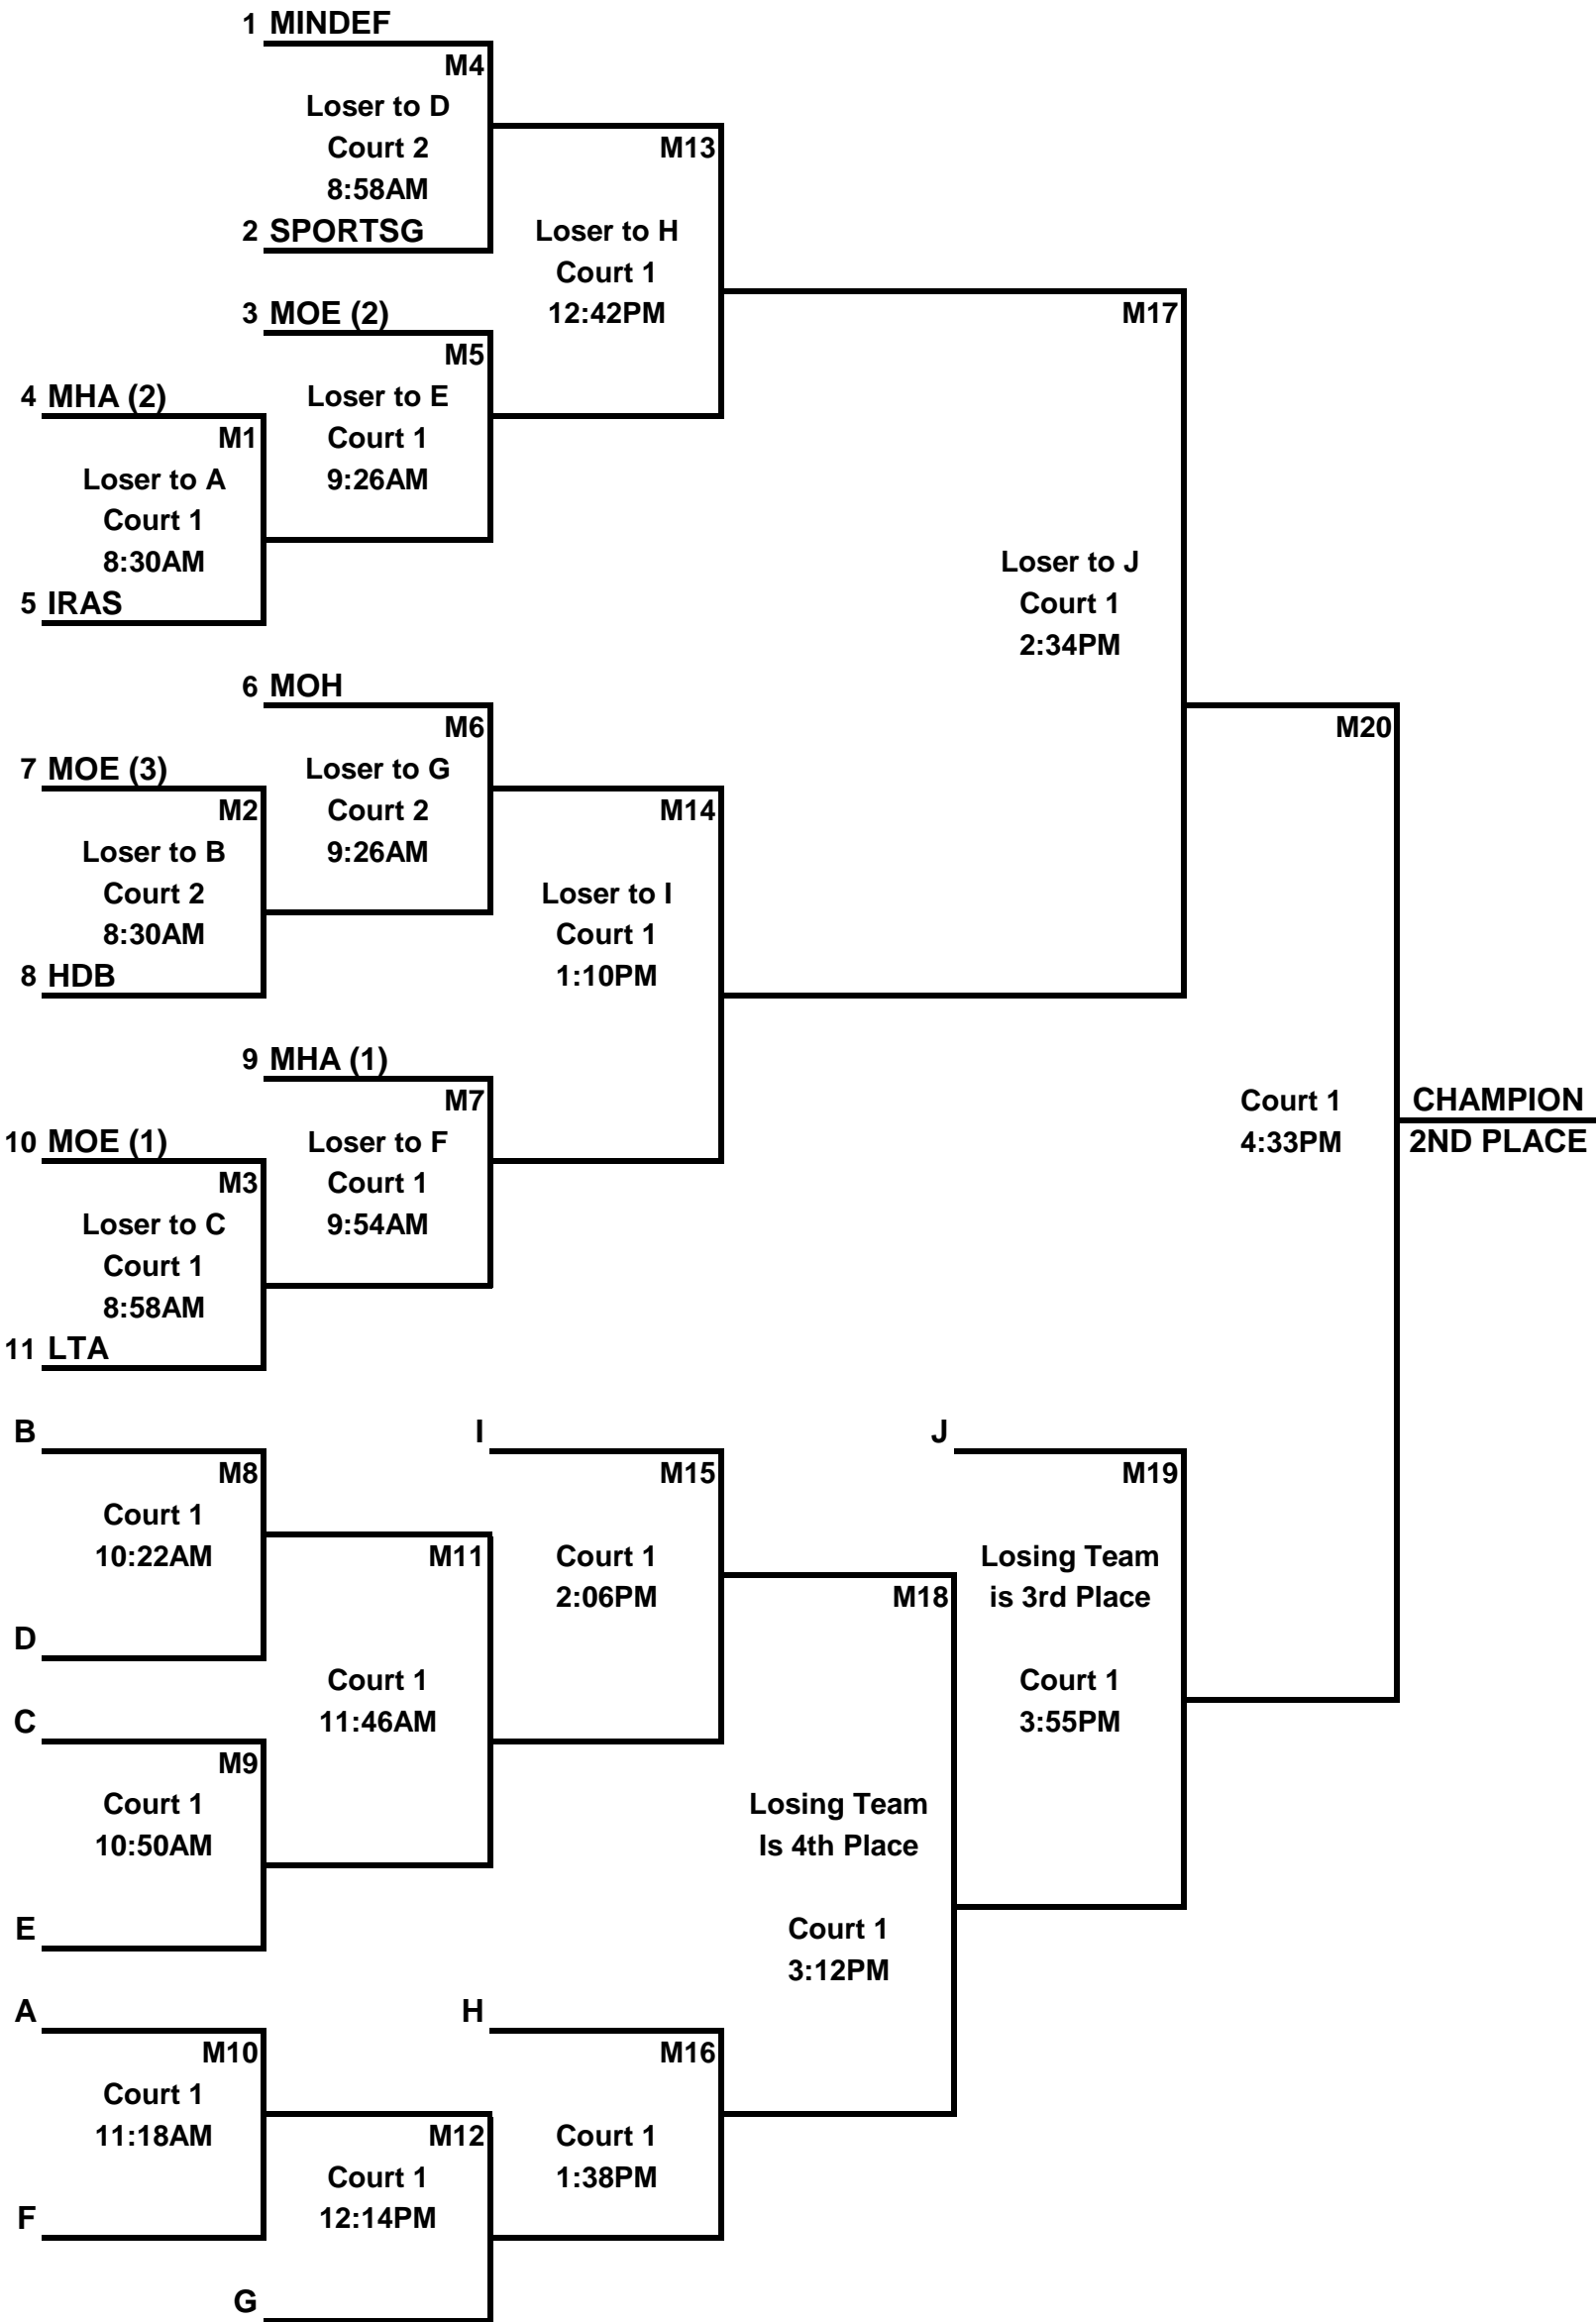 1 MINDEF
M4
Loser to D
Court 2
8:58AM
2 SPORTSG
M13
Loser to H
Court 1
12:42PM
3 MOE (2)
M5
Loser to E
Court 1
9:26AM
4 MHA (2)
M1
Loser to A
Court 1
8:30AM
5 IRAS
M17
Loser to J
Court 1
2:34PM
6 MOH
M6
Loser to G
Court 2
9:26AM
7 MOE (3)
M2
Loser to B
Court 2
8:30AM
8 HDB
M14
Loser to I
Court 1
1:10PM
M20
Court 1
4:33PM
CHAMPION
2ND PLACE
9 MHA (1)
M7
Loser to F
Court 1
9:54AM
10 MOE (1)
M3
Loser to C
Court 1
8:58AM
11 LTA
B
M8
Court 1
10:22AM
D
M11
Court 1
11:46AM
C
M9
Court 1
10:50AM
E
I
M15
Court 1
2:06PM
M18
Losing Team
Is 4th Place
Court 1
3:12PM
J
M19
Losing Team
is 3rd Place
Court 1
3:55PM
A
M10
Court 1
11:18AM
F
M12
Court 1
12:14PM
G
H
M16
Court 1
1:38PM